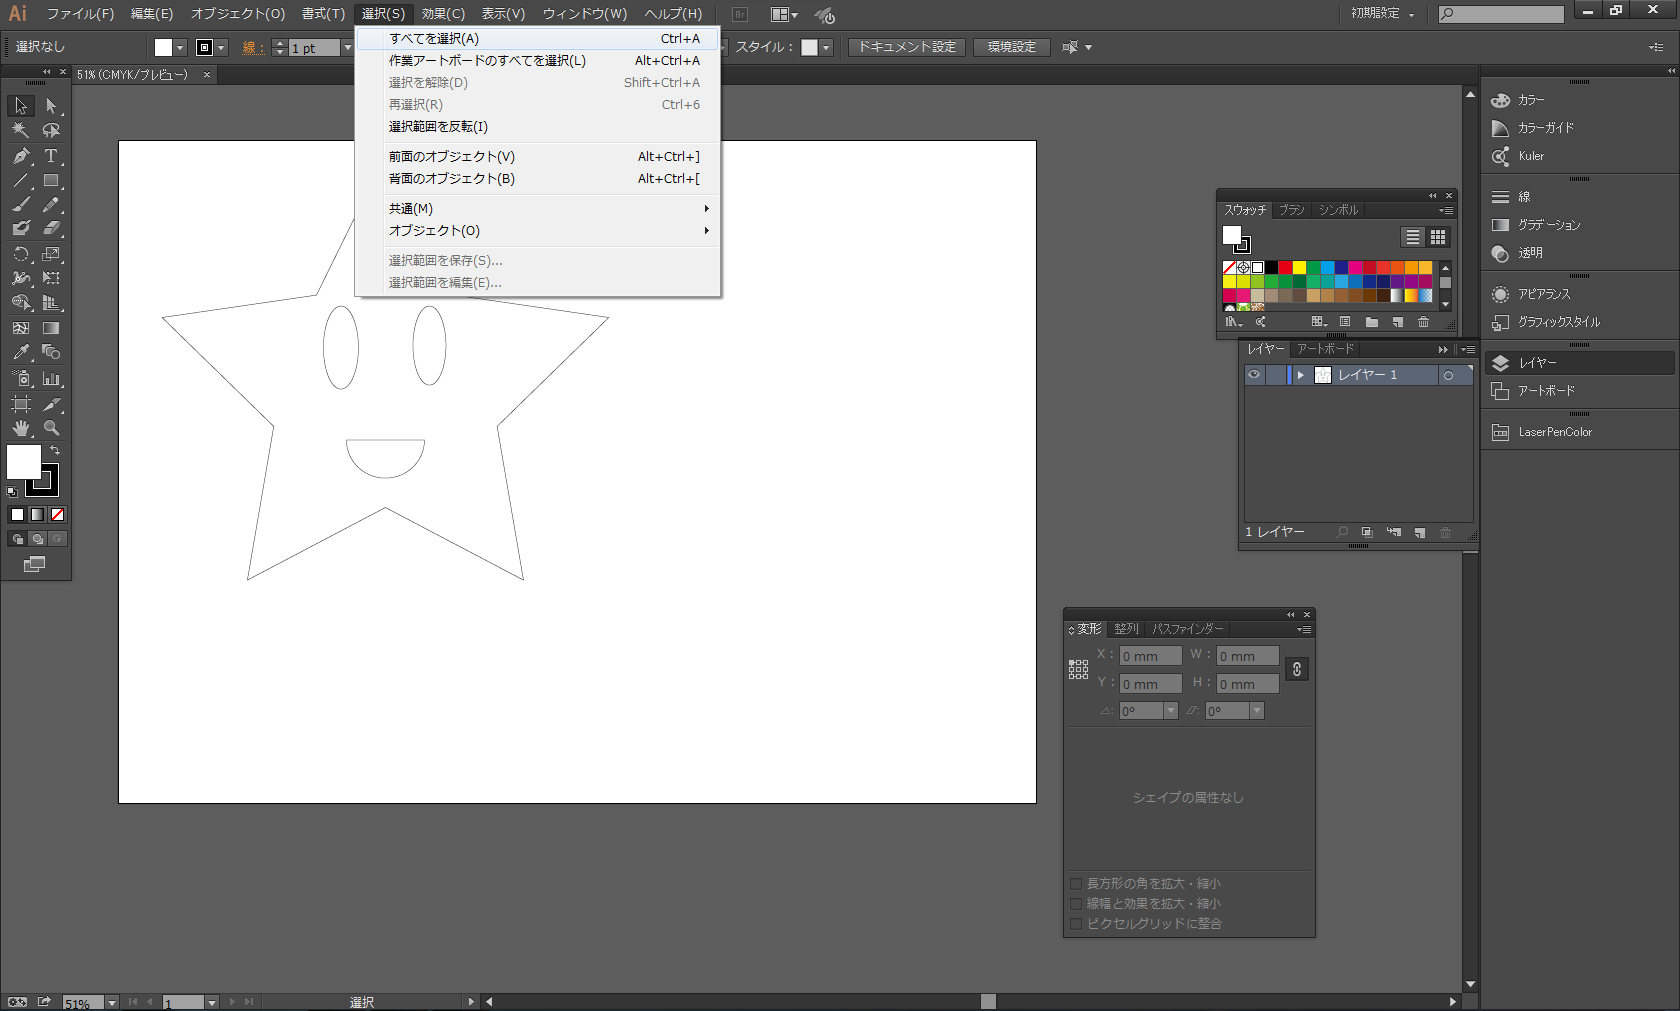 Ai ファイル(F) 編集(E) オブジェクト(O) 書式(T) 選択(S) 効果(C) 表示(V) ウィンドウ(W) ヘルプ(H) Br 初期設定
選択なし 線： 1 pt スタイル： ドキュメント設定 環境設定
51% (CMYK/プレビュー) ×
すべてを選択(A) Ctrl+A
作業アートボードのすべてを選択(L) Alt+Ctrl+A
選択を解除(D) Shift+Ctrl+A
再選択(R) Ctrl+6
選択範囲を反転(I)
前面のオブジェクト(V) Alt+Ctrl+]
背面のオブジェクト(B) Alt+Ctrl+[
共通(M)
オブジェクト(O)
選択範囲を保存(S)...
選択範囲を編集(E)...
カラー
カラーガイド
Kuler
線
グラデーション
透明
アピアランス
グラフィックスタイル
レイヤー
アートボード
LaserPenColor
スウォッチ ブラシ シンボル
レイヤー アートボード
レイヤー 1
1 レイヤー
変形 整列 パスファインダー
X： 0 mm W： 0 mm
Y： 0 mm H： 0 mm
0° 0°
シェイプの属性なし
長方形の角を拡大・縮小
線幅と効果を拡大・縮小
ピクセルグリッドに整合
51% 1 選択